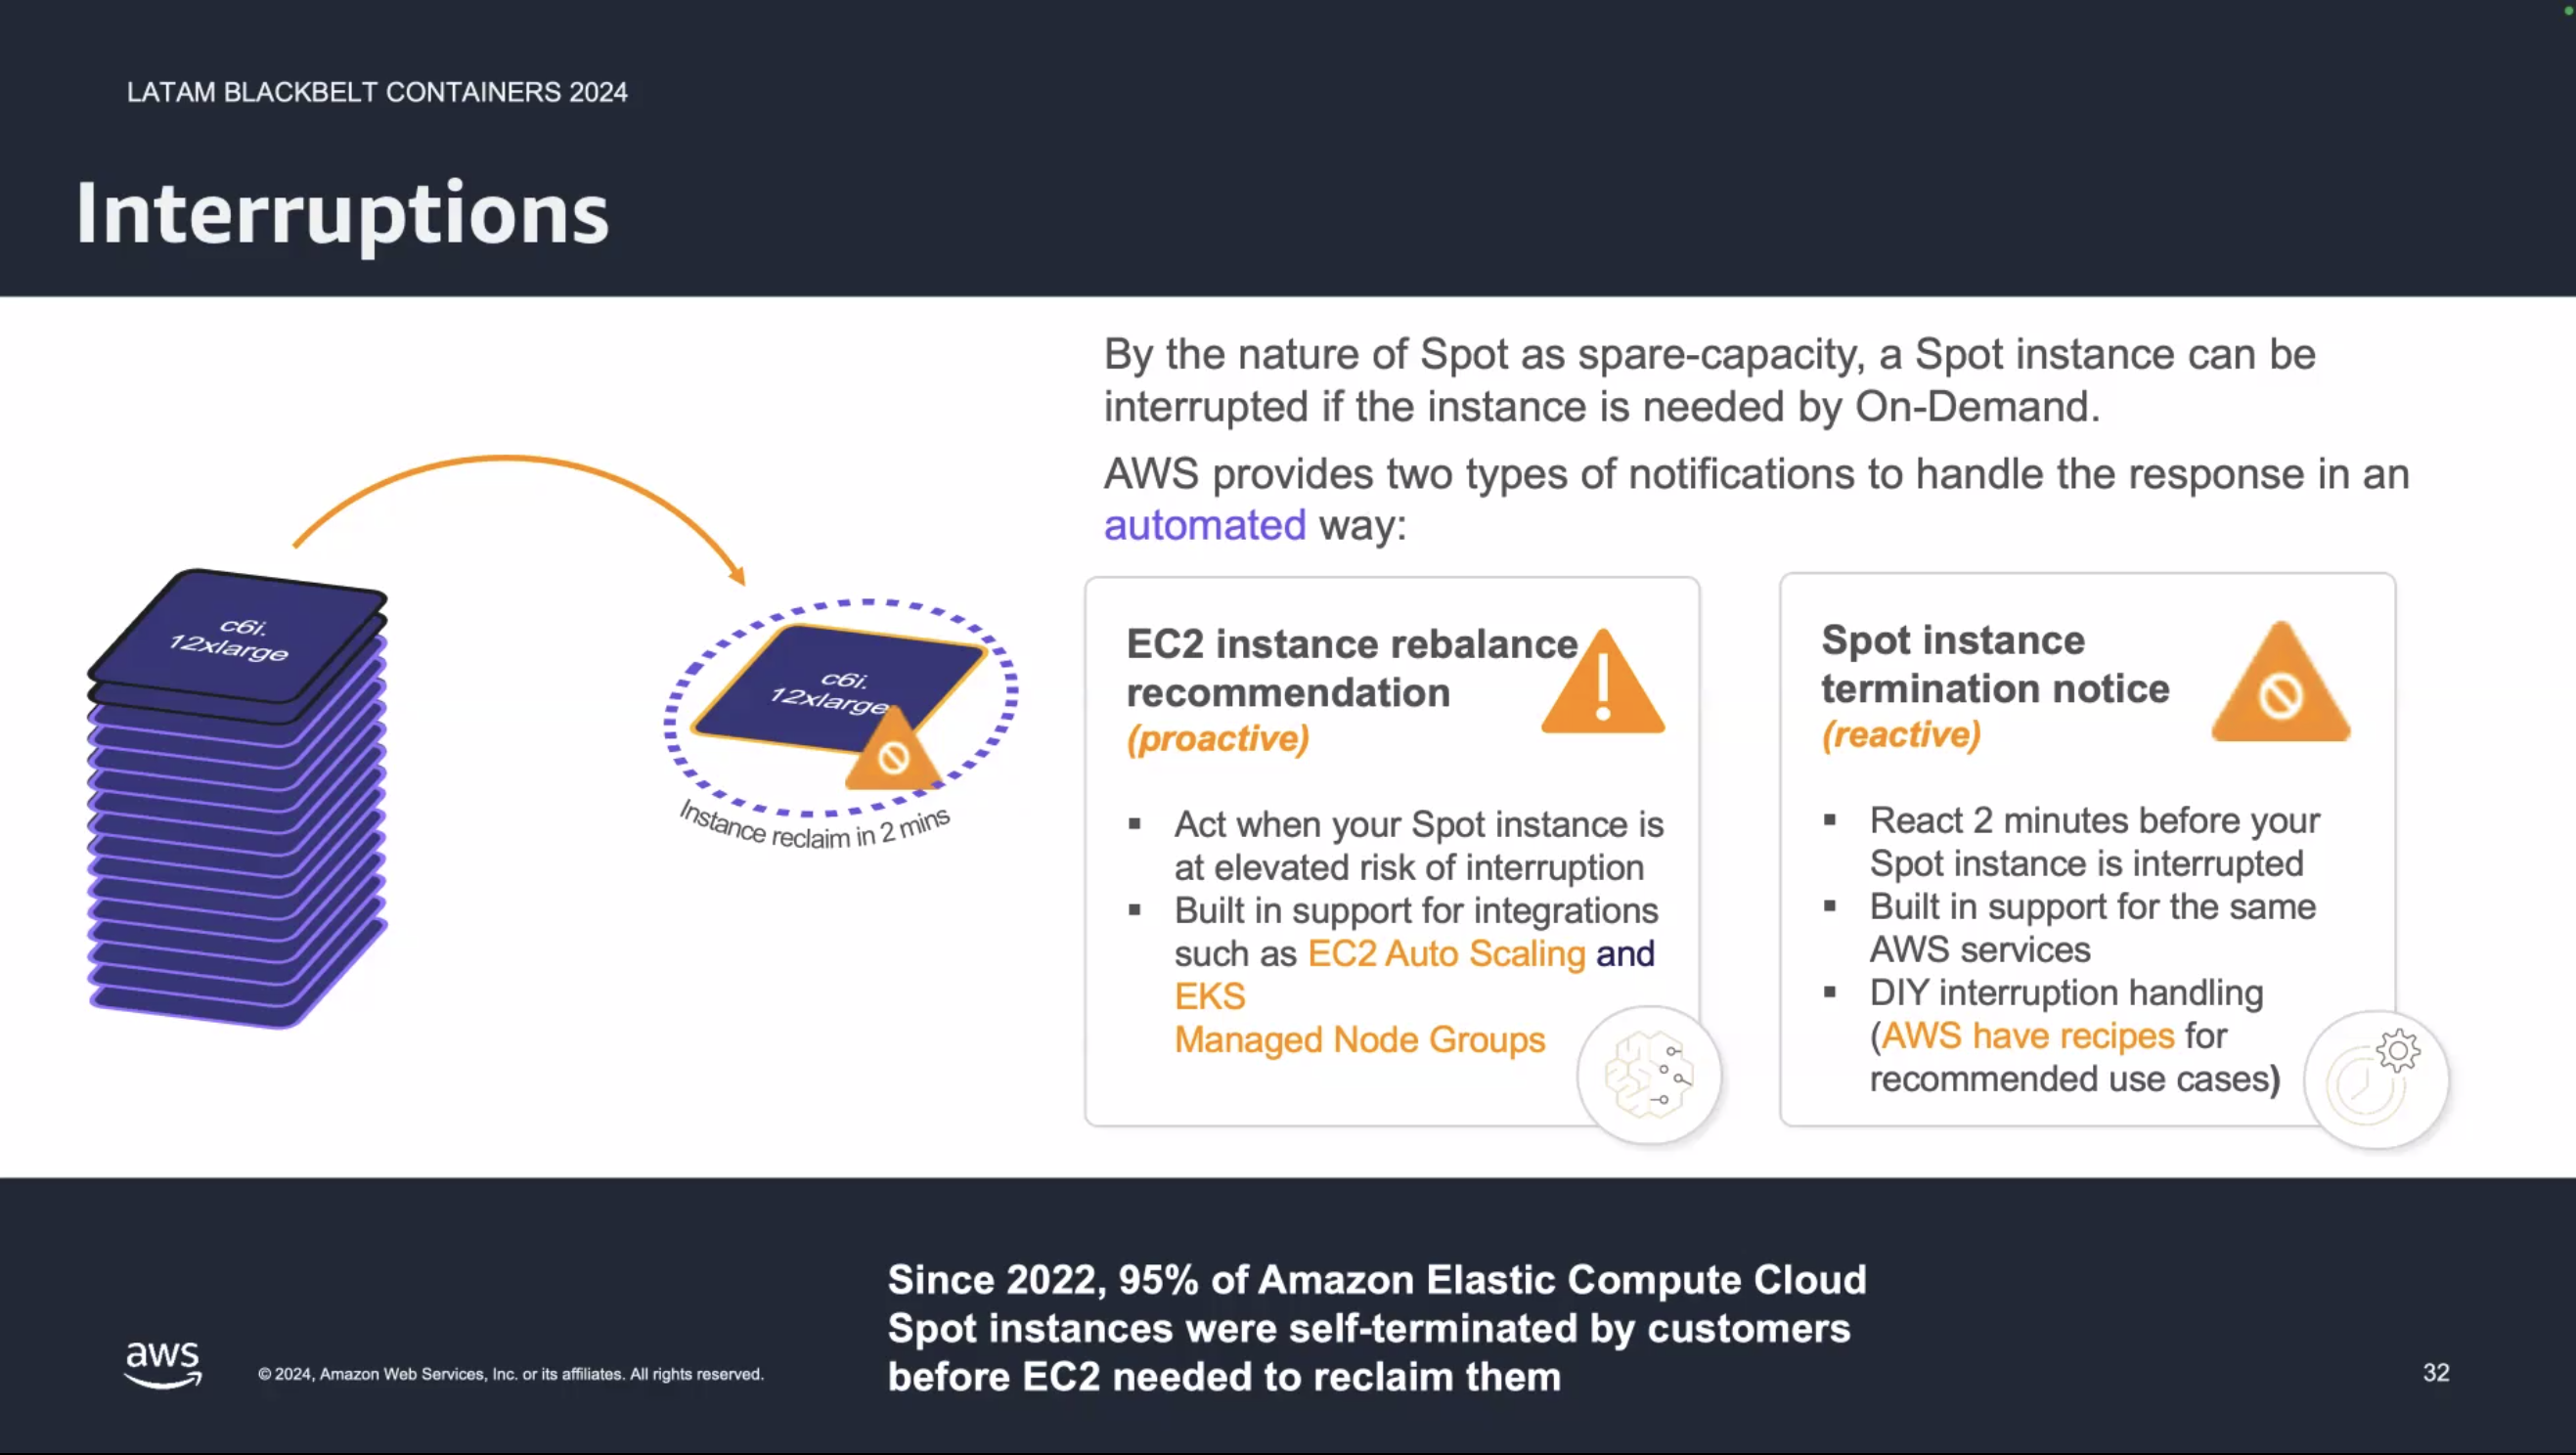 LATAM BLACKBELT CONTAINERS 2024
Interruptions
By the nature of Spot as spare-capacity, a Spot instance can be
interrupted if the instance is needed by On-Demand.
AWS provides two types of notifications to handle the response in an
automated way:
c6i.
12xlarge
c6i.
12xlarge
Instance reclaim in 2 mins
EC2 instance rebalance
recommendation
(proactive)
▪ Act when your Spot instance is
at elevated risk of interruption
▪ Built in support for integrations
such as EC2 Auto Scaling and
EKS
Managed Node Groups
Spot instance
termination notice
(reactive)
▪ React 2 minutes before your
Spot instance is interrupted
▪ Built in support for the same
AWS services
▪ DIY interruption handling
(AWS have recipes for
recommended use cases)
Since 2022, 95% of Amazon Elastic Compute Cloud
Spot instances were self-terminated by customers
before EC2 needed to reclaim them
aws
© 2024, Amazon Web Services, Inc. or its affiliates. All rights reserved.
32